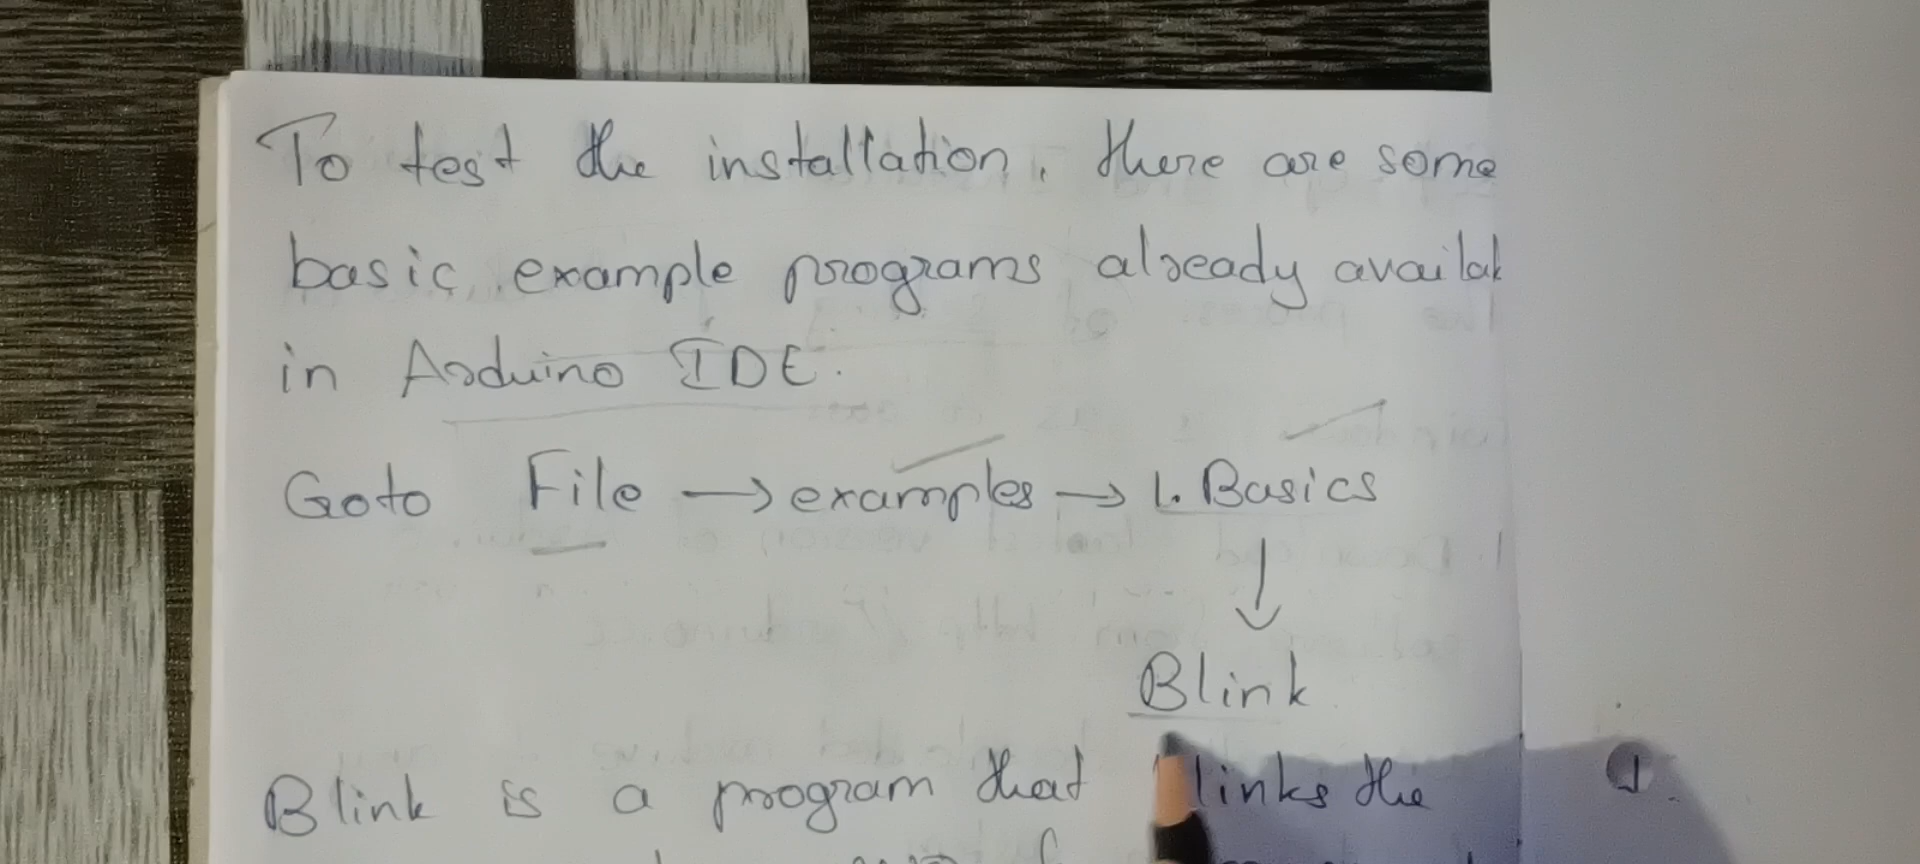 To test the installation, there are some
basic example programs already availab
in Arduino IDE.
Goto File → examples → 1. Basics
↓
Blink
Blink is a program that blinks the